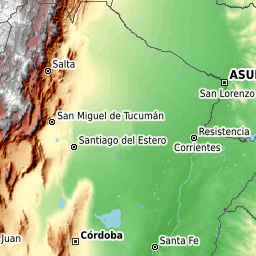 Salta
ASU
San Lorenzo
San Miguel de Tucumán
Resistencia
Santiago del Estero
Corrientes
Juan
Córdoba
Santa Fe